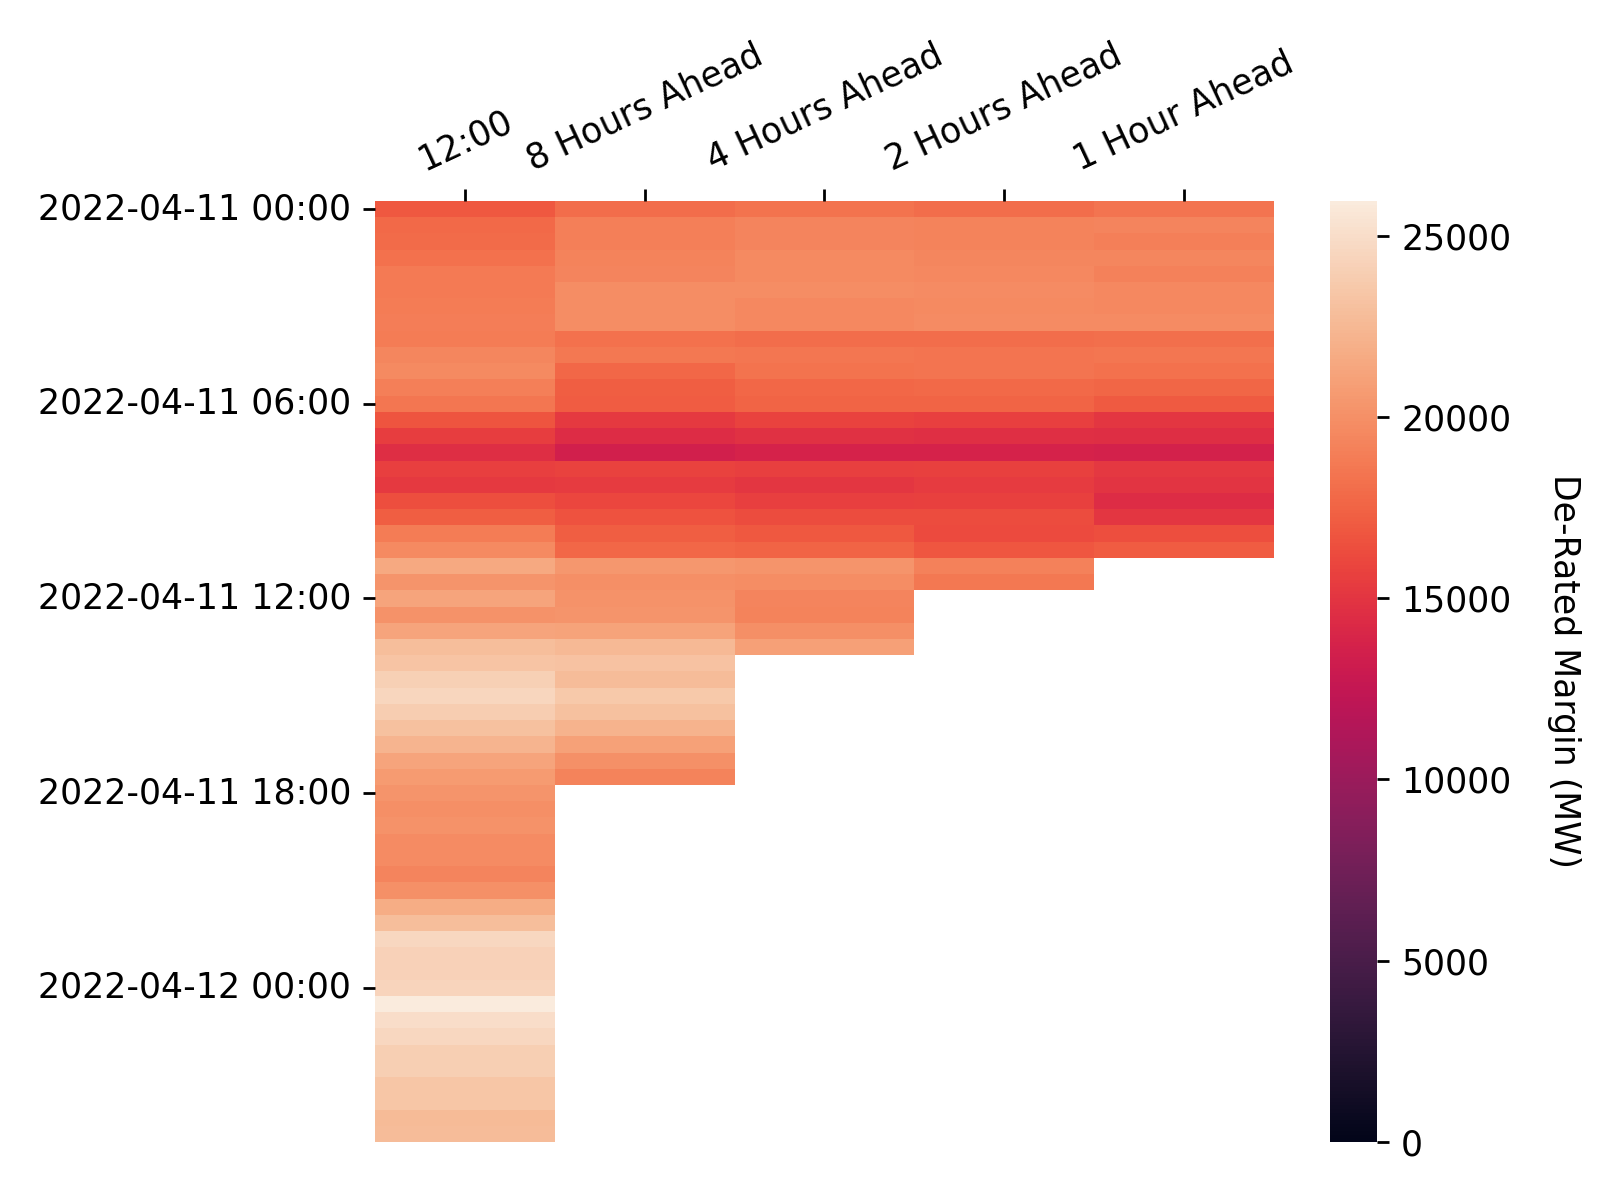 12:00
8 Hours Ahead
4 Hours Ahead
2 Hours Ahead
1 Hour Ahead
2022-04-11 00:00
2022-04-11 06:00
2022-04-11 12:00
2022-04-11 18:00
2022-04-12 00:00
25000
20000
15000
10000
5000
0
De-Rated Margin (MW)